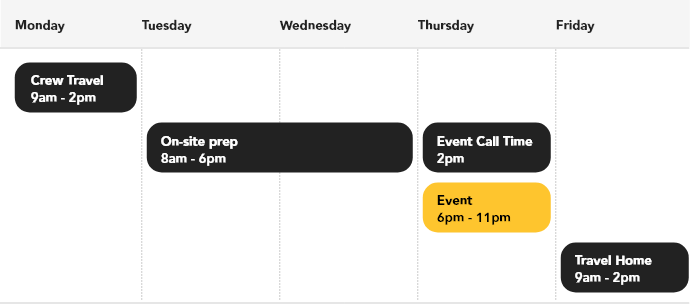 Monday Tuesday Wednesday Thursday Friday
Crew Travel
9am - 2pm
On-site prep
8am - 6pm
Event Call Time
2pm
Event
6pm - 11pm
Travel Home
9am - 2pm